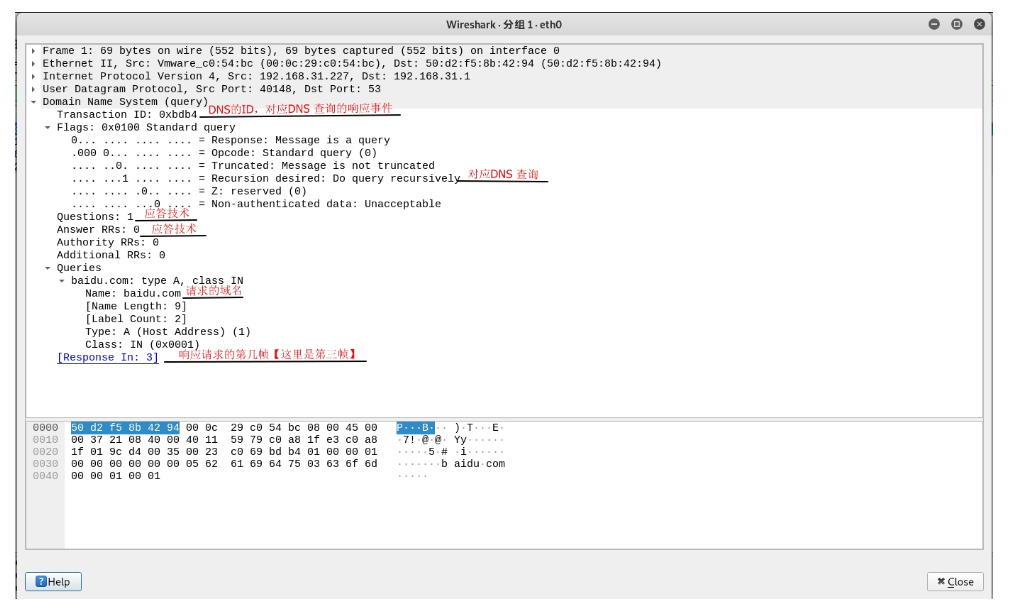 Wireshark · 分组 1 · eth0
Frame 1: 69 bytes on wire (552 bits), 69 bytes captured (552 bits) on interface 0
Ethernet II, Src: Vmware_c0:54:bc (00:0c:29:c0:54:bc), Dst: 50:d2:f5:8b:42:94 (50:d2:f5:8b:42:94)
Internet Protocol Version 4, Src: 192.168.31.227, Dst: 192.168.31.1
User Datagram Protocol, Src Port: 40148, Dst Port: 53
Domain Name System (query)
Transaction ID: 0xbdb4 DNS的ID，对应DNS 查询的响应事件
Flags: 0x0100 Standard query
0... .... .... .... = Response: Message is a query
.000 0... .... .... = Opcode: Standard query (0)
.... ..0. .... .... = Truncated: Message is not truncated
.... ...1 .... .... = Recursion desired: Do query recursively 对应DNS 查询
.... .... .0.. .... = Z: reserved (0)
.... .... ...0 .... = Non-authenticated data: Unacceptable
Questions: 1 应答技术
Answer RRs: 0 应答技术
Authority RRs: 0
Additional RRs: 0
Queries
baidu.com: type A, class IN
Name: baidu.com 请求的域名
[Name Length: 9]
[Label Count: 2]
Type: A (Host Address) (1)
Class: IN (0x0001)
[Response In: 3] 响应请求的第几帧【这里是第三帧】
0000 50 d2 f5 8b 42 94 00 0c 29 c0 54 bc 08 00 45 00 P···B··· )·T···E·
0010 00 37 21 08 40 00 40 11 59 79 c0 a8 1f e3 c0 a8 ·7!·@·@· Yy······
0020 1f 01 9c d4 00 35 00 23 c0 69 bd b4 01 00 00 01 ·····5·# ·i······
0030 00 00 00 00 00 00 05 62 61 69 64 75 03 63 6f 6d ·······b aidu·com
0040 00 00 01 00 01 ·····
Help
Close